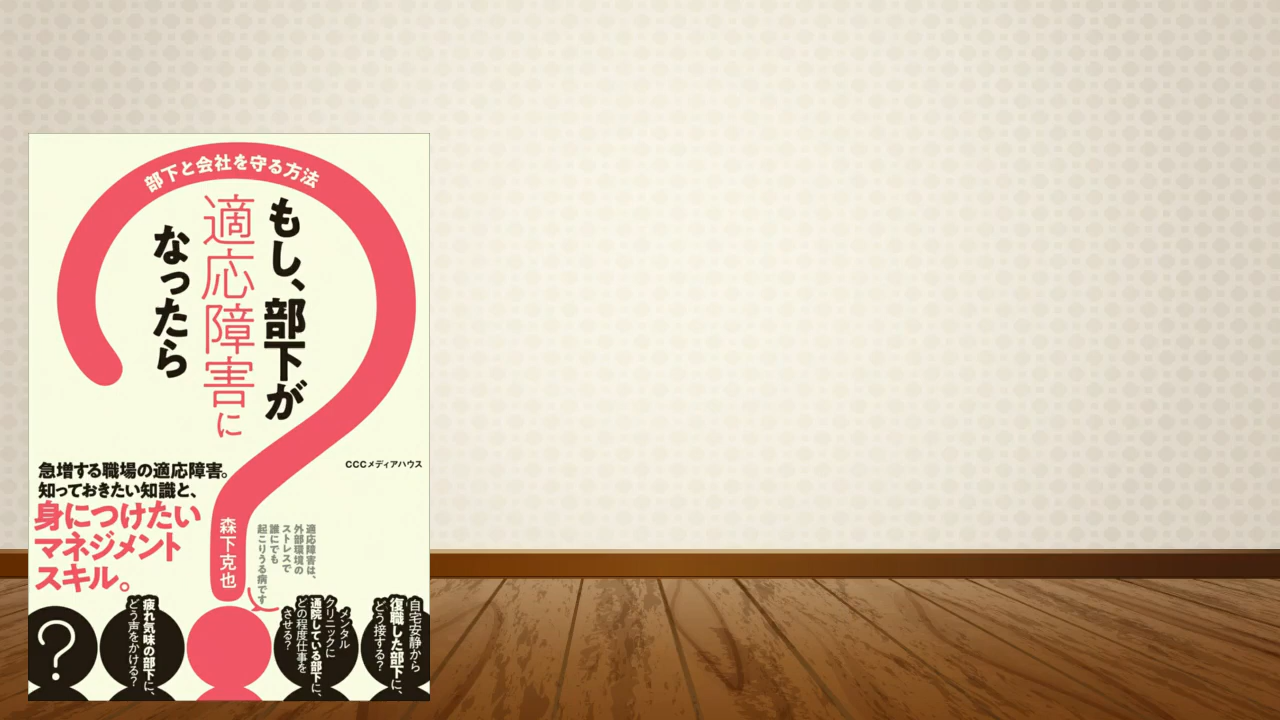 部下と会社を守る方法
もし、部下が
適応障害に
なったら
急増する職場の適応障害。
知っておきたい知識と、
身につけたい
マネジメント
スキル。
CCCメディアハウス
森下克也
適応障害は、
外部環境の
ストレスで
誰にでも
起こりうる病です
自宅安静から
復職した部下に、
どう接する?
メンタル
クリニックに
通院している部下に、
どの程度仕事を
させる?
疲れ気味の部下に、
どう声をかける?
?